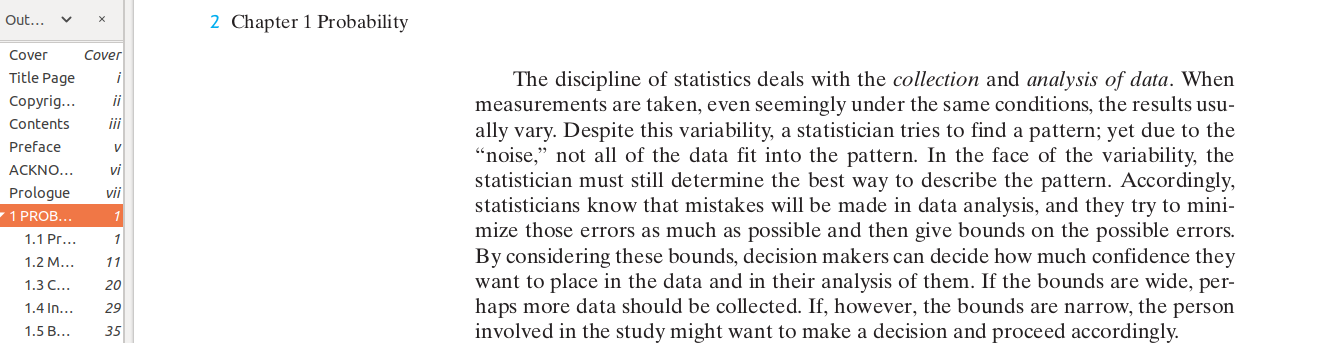 Out...
×
Cover Cover
Title Page i
Copyrig... ii
Contents iii
Preface v
ACKNO... vi
Prologue vii
1 PROB... 1
1.1 Pr... 1
1.2 M... 11
1.3 C... 20
1.4 In... 29
1.5 B... 35
2 Chapter 1 Probability
The discipline of statistics deals with the collection and analysis of data. When
measurements are taken, even seemingly under the same conditions, the results usu-
ally vary. Despite this variability, a statistician tries to find a pattern; yet due to the
“noise,” not all of the data fit into the pattern. In the face of the variability, the
statistician must still determine the best way to describe the pattern. Accordingly,
statisticians know that mistakes will be made in data analysis, and they try to mini-
mize those errors as much as possible and then give bounds on the possible errors.
By considering these bounds, decision makers can decide how much confidence they
want to place in the data and in their analysis of them. If the bounds are wide, per-
haps more data should be collected. If, however, the bounds are narrow, the person
involved in the study might want to make a decision and proceed accordingly.